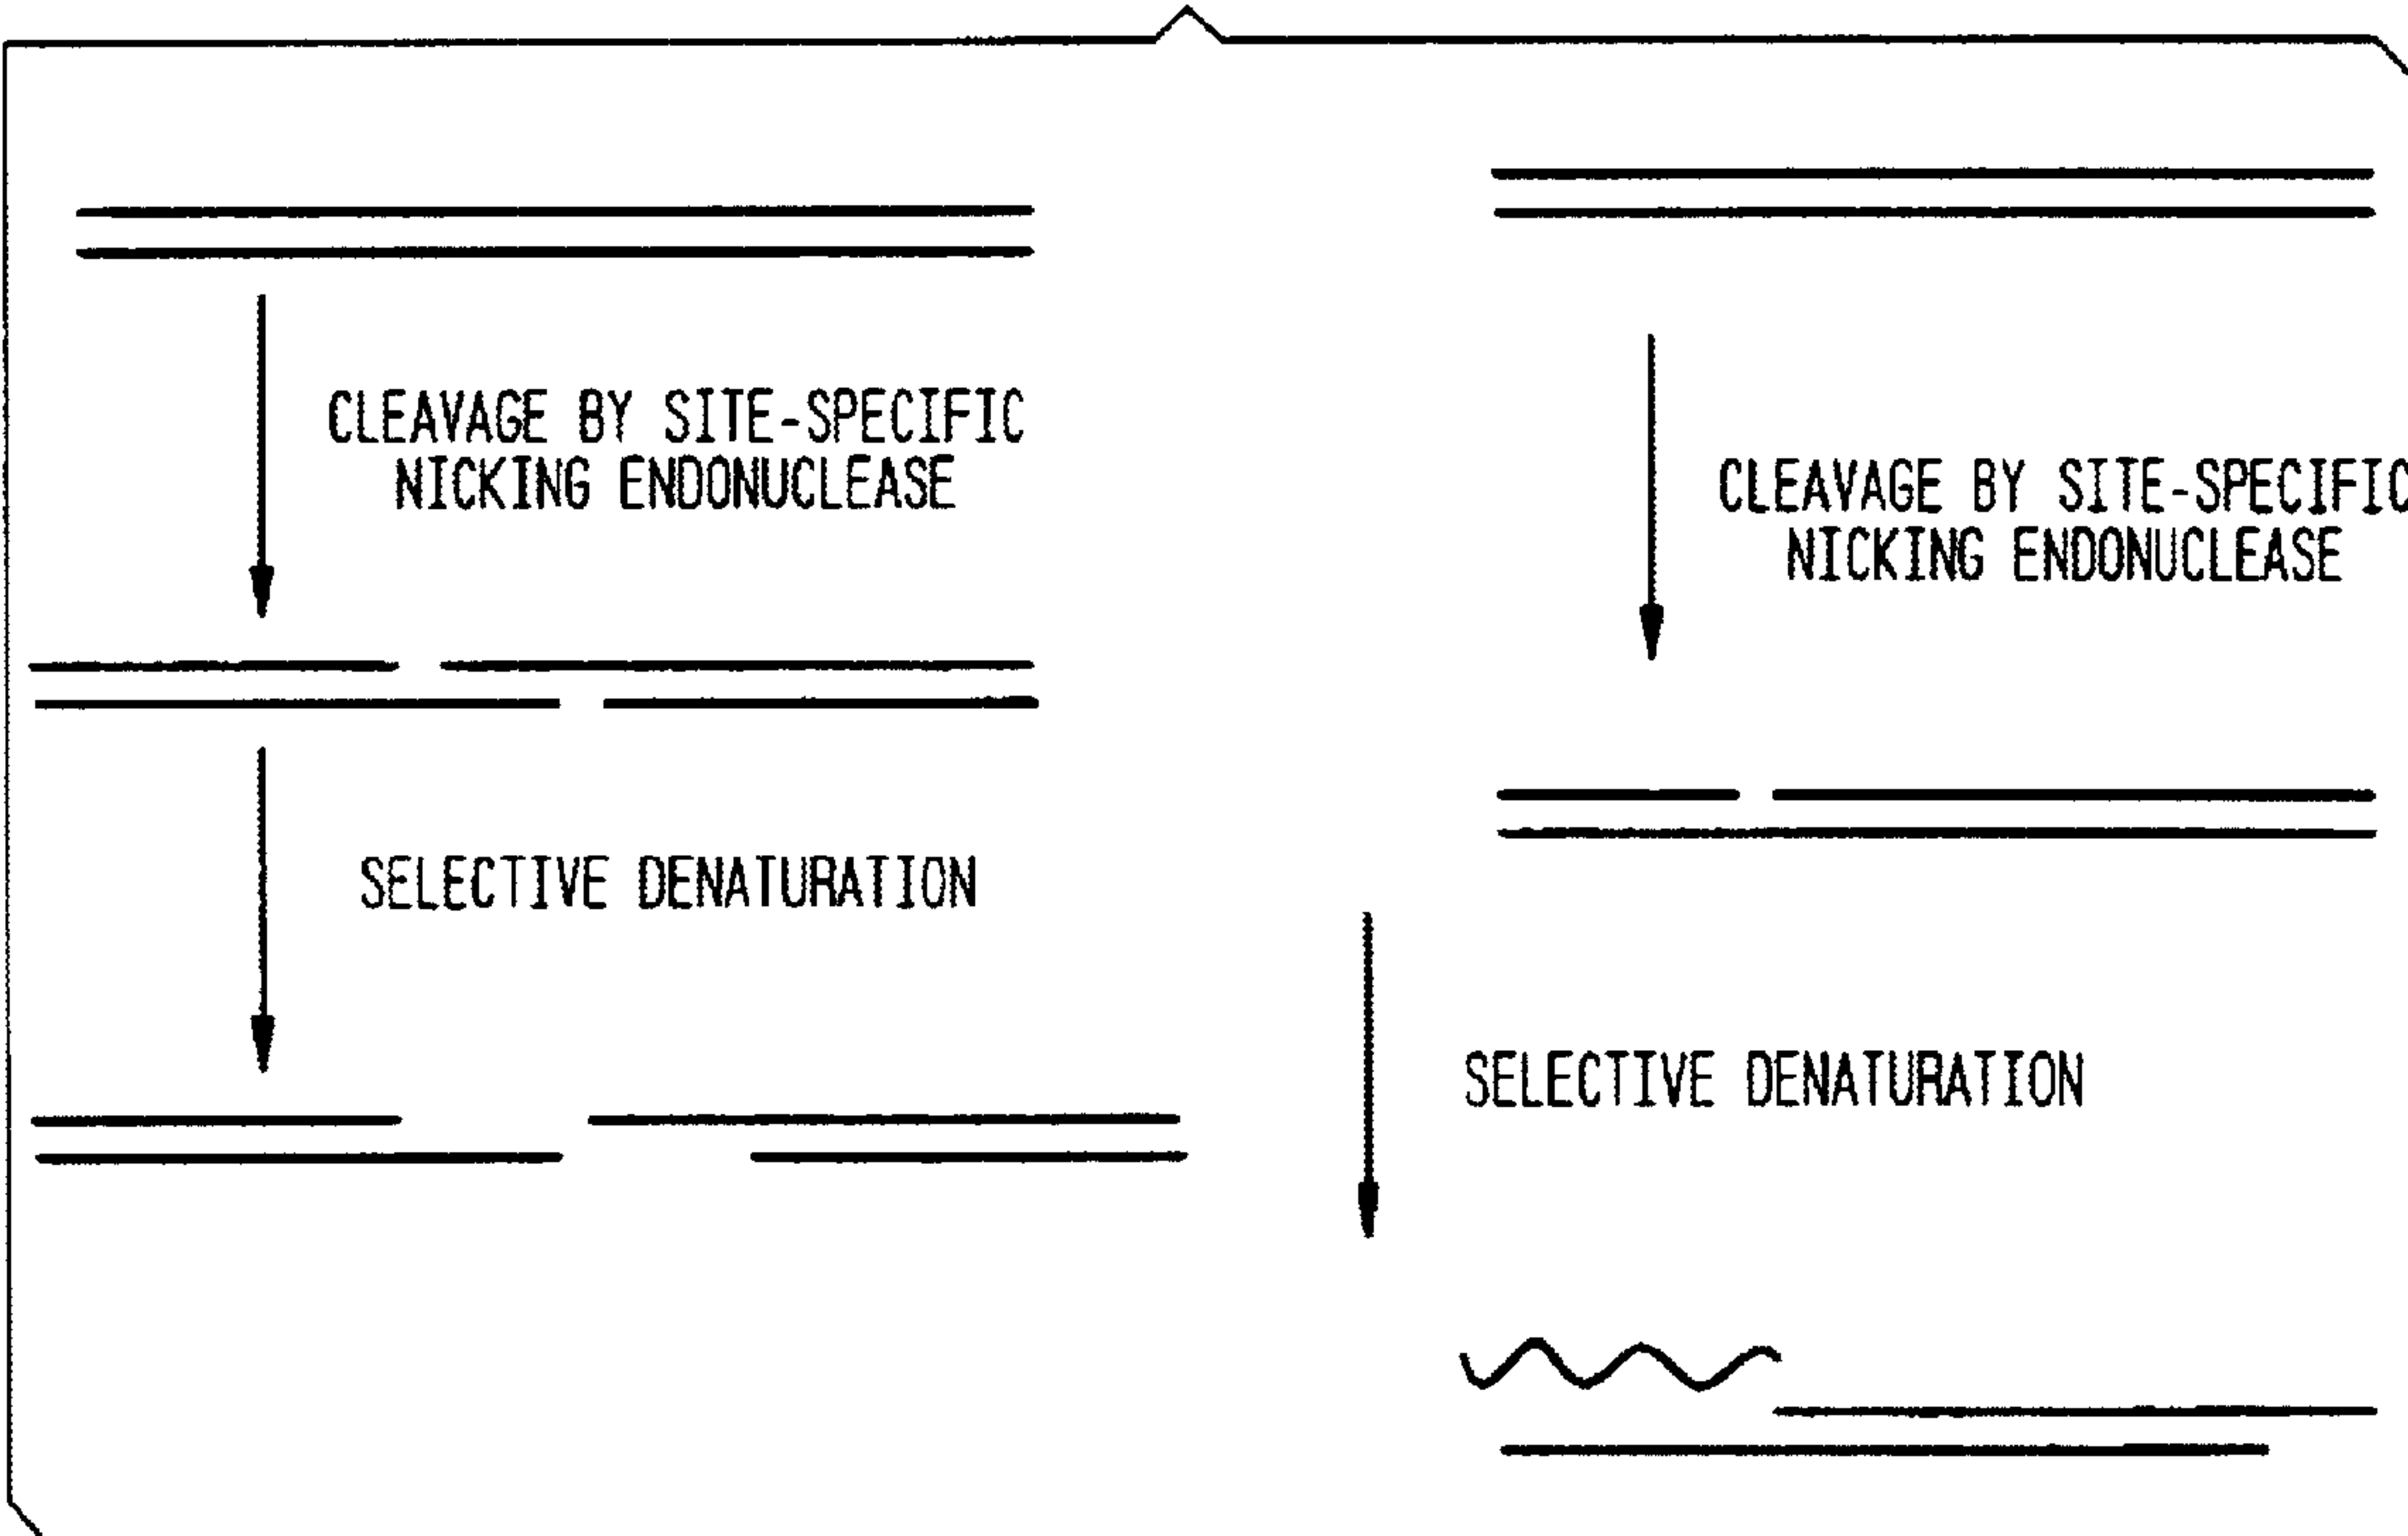 CLEAVAGE BY SITE-SPECIFIC
NICKING ENDONUCLEASE
SELECTIVE DENATURATION
CLEAVAGE BY SITE-SPECIFIC
NICKING ENDONUCLEASE
SELECTIVE DENATURATION